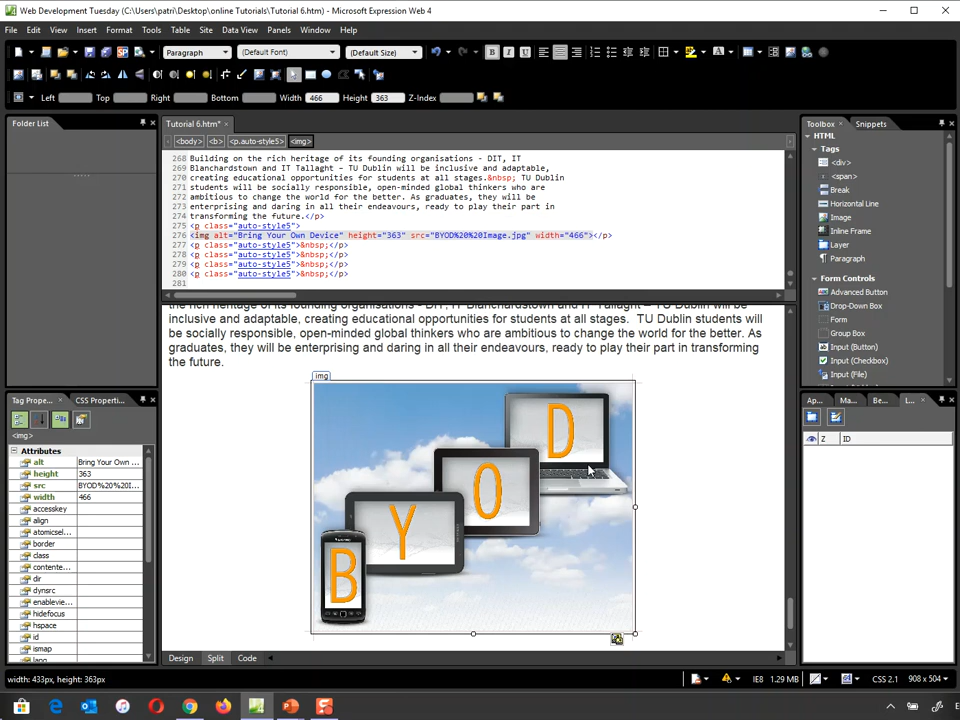 Web Development Tuesday (C:\Users\patri\Desktop\online Tutorials\Tutorial 6.htm) - Microsoft Expression Web 4
File Edit View Insert Format Tools Table Site Data View Panels Window Help
Paragraph (Default Font) (Default Size) B I U
Left Top Right Bottom Width 466 Height 363 Z-Index
Folder List
Tutorial 6.htm*
<body> <b> <p.auto-style5> <img>
268 Building on the rich heritage of its founding organisations - DIT, IT
269 Blanchardstown and IT Tallaght – TU Dublin will be inclusive and adaptable,
270 creating educational opportunities for students at all stages.&nbsp; TU Dublin
271 students will be socially responsible, open-minded global thinkers who are
272 ambitious to change the world for the better. As graduates, they will be
273 enterprising and daring in all their endeavours, ready to play their part in
274 transforming the future.</p>
275 <p class="auto-style5">
276 <img alt="Bring Your Own Device" height="363" src="BYOD%20%20Image.jpg" width="466"></p>
277 <p class="auto-style5">&nbsp;</p>
278 <p class="auto-style5">&nbsp;</p>
279 <p class="auto-style5">&nbsp;</p>
280 <p class="auto-style5">&nbsp;</p>
281
inclusive and adaptable, creating educational opportunities for students at all stages. TU Dublin students will
be socially responsible, open-minded global thinkers who are ambitious to change the world for the better. As
graduates, they will be enterprising and daring in all their endeavours, ready to play their part in transforming
the future.
img
D
O
Y
B
Design Split Code
Toolbox Snippets
HTML
Tags
<div>
<span>
Break
Horizontal Line
Image
Inline Frame
Layer
Paragraph
Form Controls
Advanced Button
Drop-Down Box
Form
Group Box
Input (Button)
Input (Checkbox)
Input (File)
Tag Prope... CSS Properti...
<img>
Attributes
alt Bring Your Own ...
height 363
src BYOD%20%20I...
width 466
accesskey
align
atomicsel...
border
class
contente...
dir
dynsrc
enablevie...
hidefocus
hspace
id
ismap
lang
Ap... Ma... Be... L...
Z ID
width: 433px, height: 363px
IE8 1.29 MB CSS 2.1 908 x 504